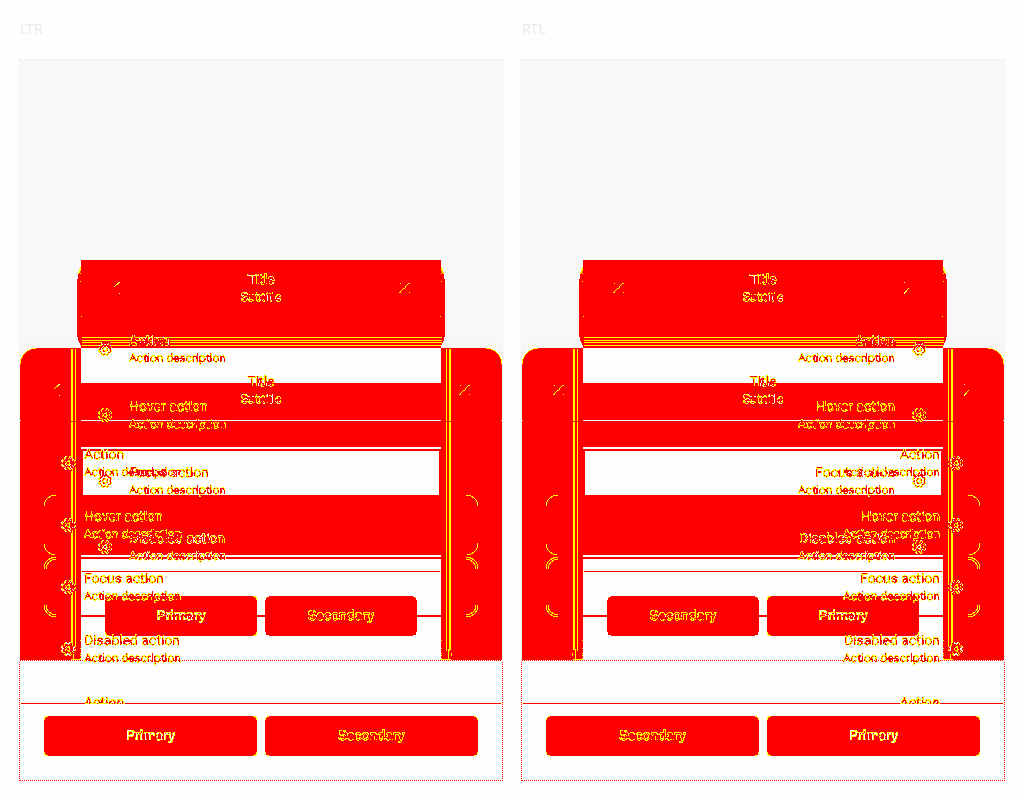 LTR
RTL
Title
Subtitle
Title
Subtitle
Action
Action description
Action
Action description
Title
Subtitle
Title
Subtitle
Hover action
Action description
Hover action
Action description
Action
Action description
Action
Action description
Focus action
Action description
Focus action
Action description
Hover action
Action description
Hover action
Action description
Disabled action
Action description
Disabled action
Action description
Focus action
Action description
Focus action
Action description
Primary
Secondary
Secondary
Primary
Disabled action
Action description
Disabled action
Action description
Action
Action
Primary
Secondary
Secondary
Primary